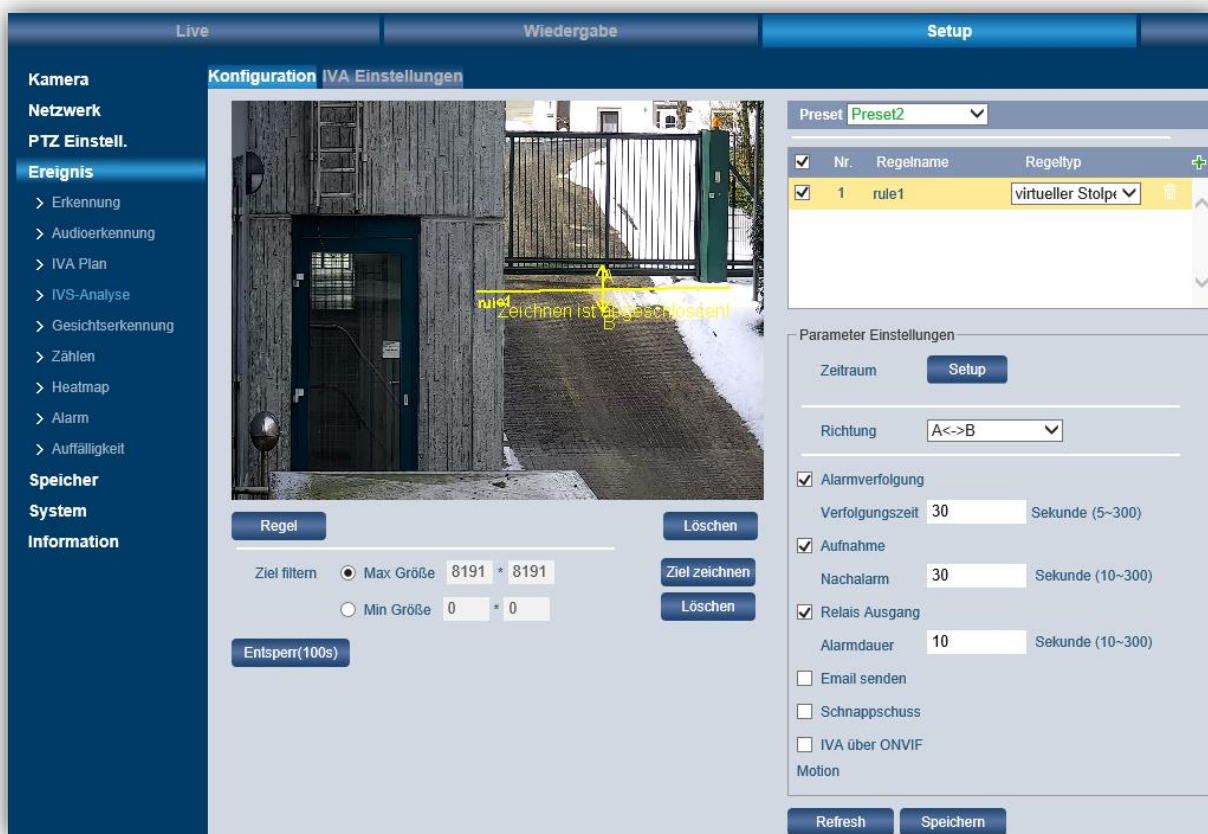 Live Wiedergabe Setup
Kamera
Netzwerk
PTZ Einstell.
Ereignis
Erkennung
Audioerkennung
IVA Plan
IVS-Analyse
Gesichtserkennung
Zählen
Heatmap
Alarm
Auffälligkeit
Speicher
System
Information
Konfiguration IVA Einstellungen
rule1
Zeichnen ist abgeschlossen!
B
Regel Löschen
Ziel filtern Max Größe 8191 * 8191 Ziel zeichnen
Min Größe 0 * 0 Löschen
Entsperr(100s)
Preset Preset2
Nr. Regelname Regeltyp
1 rule1 virtueller Stolpe
Parameter Einstellungen
Zeitraum Setup
Richtung A<->B
Alarmverfolgung
Verfolgungszeit 30 Sekunde (5~300)
Aufnahme
Nachalarm 30 Sekunde (10~300)
Relais Ausgang
Alarmdauer 10 Sekunde (10~300)
Email senden
Schnappschuss
IVA über ONVIF
Motion
Refresh Speichern